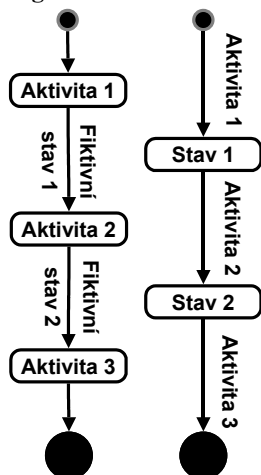 Aktivita 1
Fiktivní
stav 1
Aktivita 2
Fiktivní
stav 2
Aktivita 3
Aktivita 1
Stav 1
Aktivita 2
Stav 2
Aktivita 3